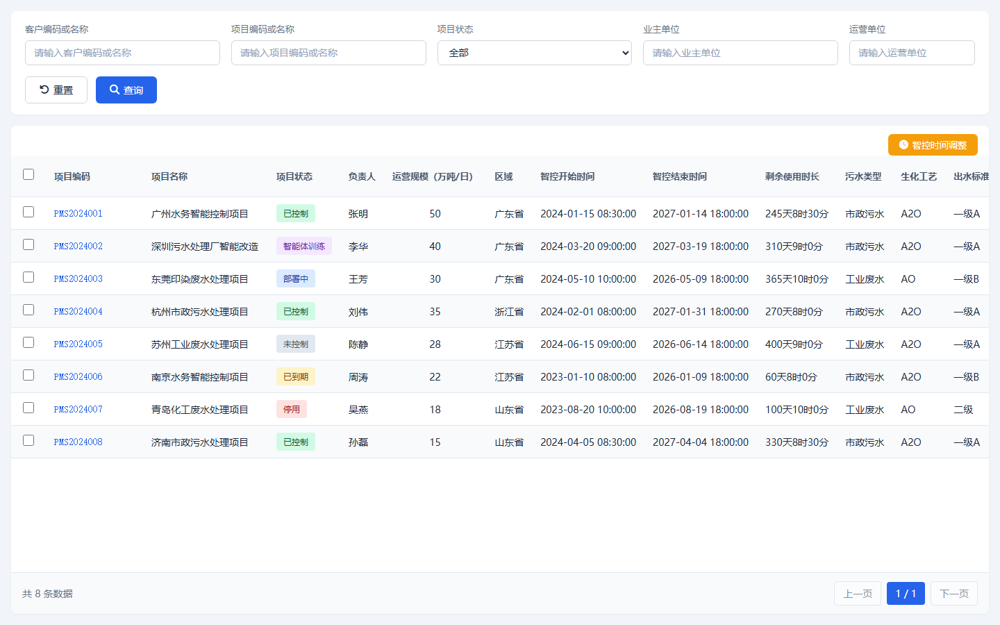 客户编码或名称 项目编码或名称 项目状态 业主单位 运营单位
请输入客户编码或名称 请输入项目编码或名称 全部 请输入业主单位 请输入运营单位
重置 查询
智控时间调整
项目编码 项目名称 项目状态 负责人 运营规模（万吨/日） 区域 智控开始时间 智控结束时间 剩余使用时长 污水类型 生化工艺 出水标准
PMS2024001 广州水务智能控制项目 已控制 张明 50 广东省 2024-01-15 08:30:00 2027-01-14 18:00:00 245天8时30分 市政污水 A2O 一级A
PMS2024002 深圳污水处理厂智能改造 智能体训练 李华 40 广东省 2024-03-20 09:00:00 2027-03-19 18:00:00 310天9时0分 市政污水 A2O 一级A
PMS2024003 东莞印染废水处理项目 部署中 王芳 30 广东省 2024-05-10 10:00:00 2026-05-09 18:00:00 365天10时0分 工业废水 AO 一级B
PMS2024004 杭州市政污水处理项目 已控制 刘伟 35 浙江省 2024-02-01 08:00:00 2027-01-31 18:00:00 270天8时0分 市政污水 A2O 一级A
PMS2024005 苏州工业废水处理项目 未控制 陈静 28 江苏省 2024-06-15 09:00:00 2026-06-14 18:00:00 400天9时0分 工业废水 A2O 一级A
PMS2024006 南京水务智能控制项目 已到期 周涛 22 江苏省 2023-01-10 08:00:00 2026-01-09 18:00:00 60天8时0分 市政污水 A2O 一级B
PMS2024007 青岛化工废水处理项目 停用 吴燕 18 山东省 2023-08-20 10:00:00 2026-08-19 18:00:00 100天10时0分 工业废水 AO 二级
PMS2024008 济南市政污水处理项目 已控制 孙磊 15 山东省 2024-04-05 08:30:00 2027-04-04 18:00:00 330天8时30分 市政污水 A2O 一级A
共 8 条数据 上一页 1 / 1 下一页